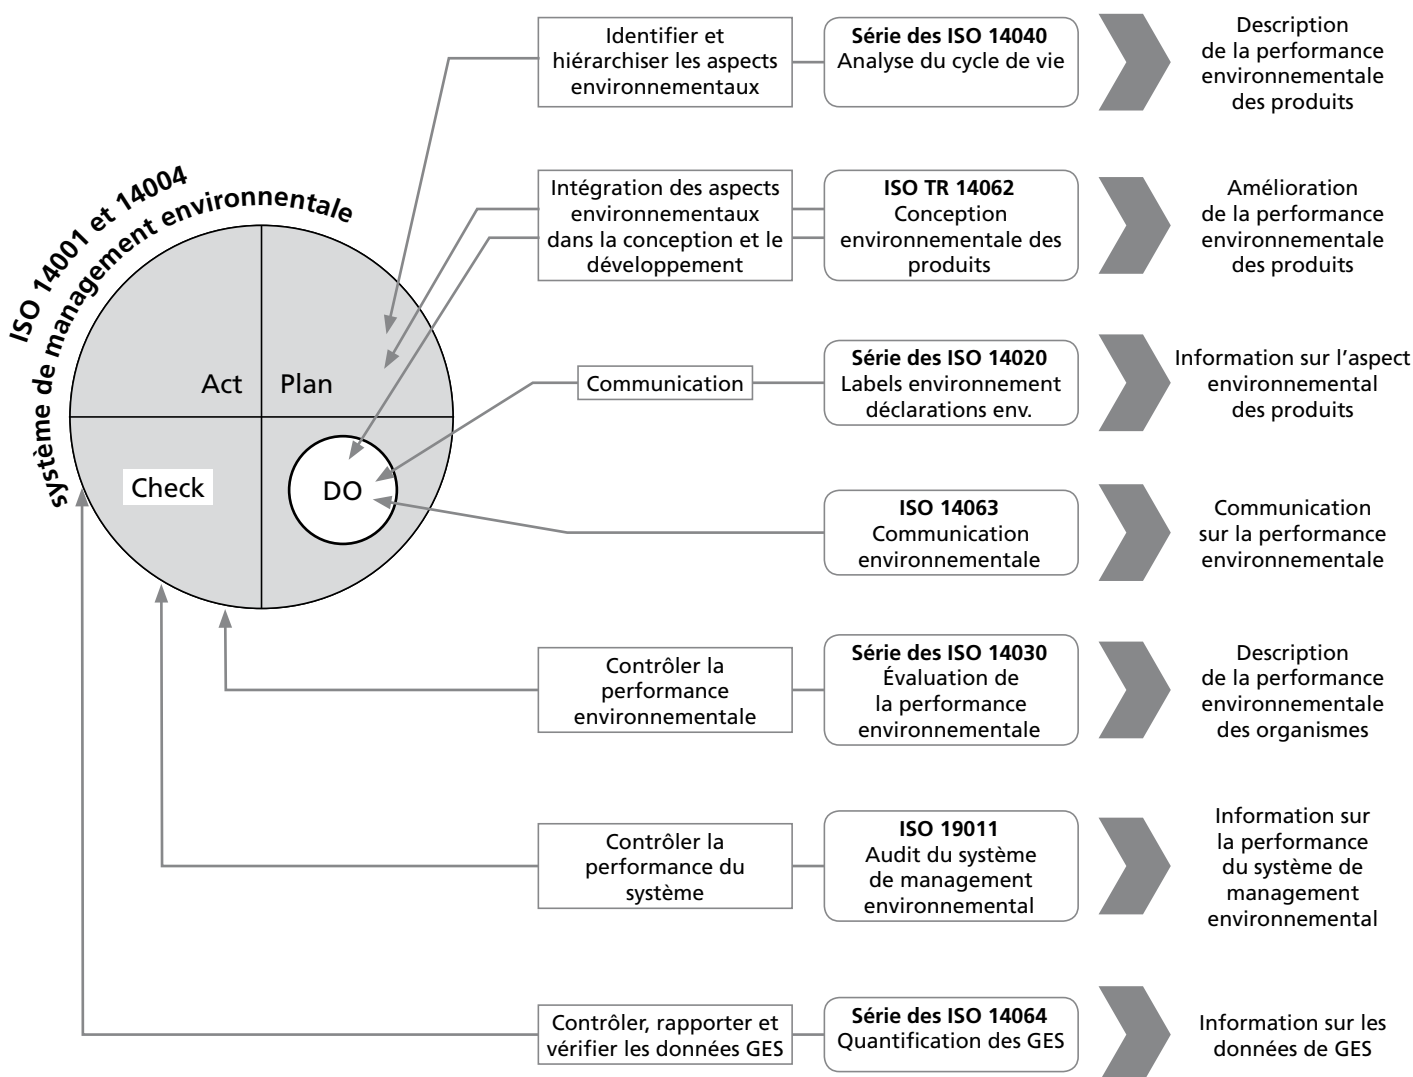 ISO 14001 et 14004
système de management environnentale
Act
Plan
Check
DO
Identifier et
hiérarchiser les aspects
environnementaux
Série des ISO 14040
Analyse du cycle de vie
Description
de la performance
environnementale
des produits
Intégration des aspects
environnementaux
dans la conception et le
développement
ISO TR 14062
Conception
environnementale des
produits
Amélioration
de la performance
environnementale
des produits
Communication
Série des ISO 14020
Labels environnement
déclarations env.
Information sur l'aspect
environnemental
des produits
ISO 14063
Communication
environnementale
Communication
sur la performance
environnementale
Contrôler la
performance
environnementale
Série des ISO 14030
Évaluation de
la performance
environnementale
Description
de la performance
environnementale
des organismes
Contrôler la
performance du
système
ISO 19011
Audit du système
de management
environnemental
Information sur
la performance
du système de
management
environnemental
Contrôler, rapporter et
vérifier les données GES
Série des ISO 14064
Quantification des GES
Information sur les
données de GES